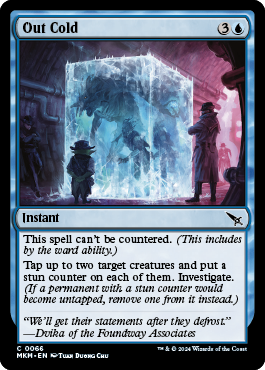 Out Cold 3
Instant
This spell can't be countered. (This includes
by the ward ability.)
Tap up to two target creatures and put a
stun counter on each of them. Investigate.
(If a permanent with a stun counter would
become untapped, remove one from it instead.)
"We'll get their statements after they defrost."
—Dvika of the Foundway Associates
C 0066
MKM • EN Tuan Duong Chu
™ & © 2024 Wizards of the Coast